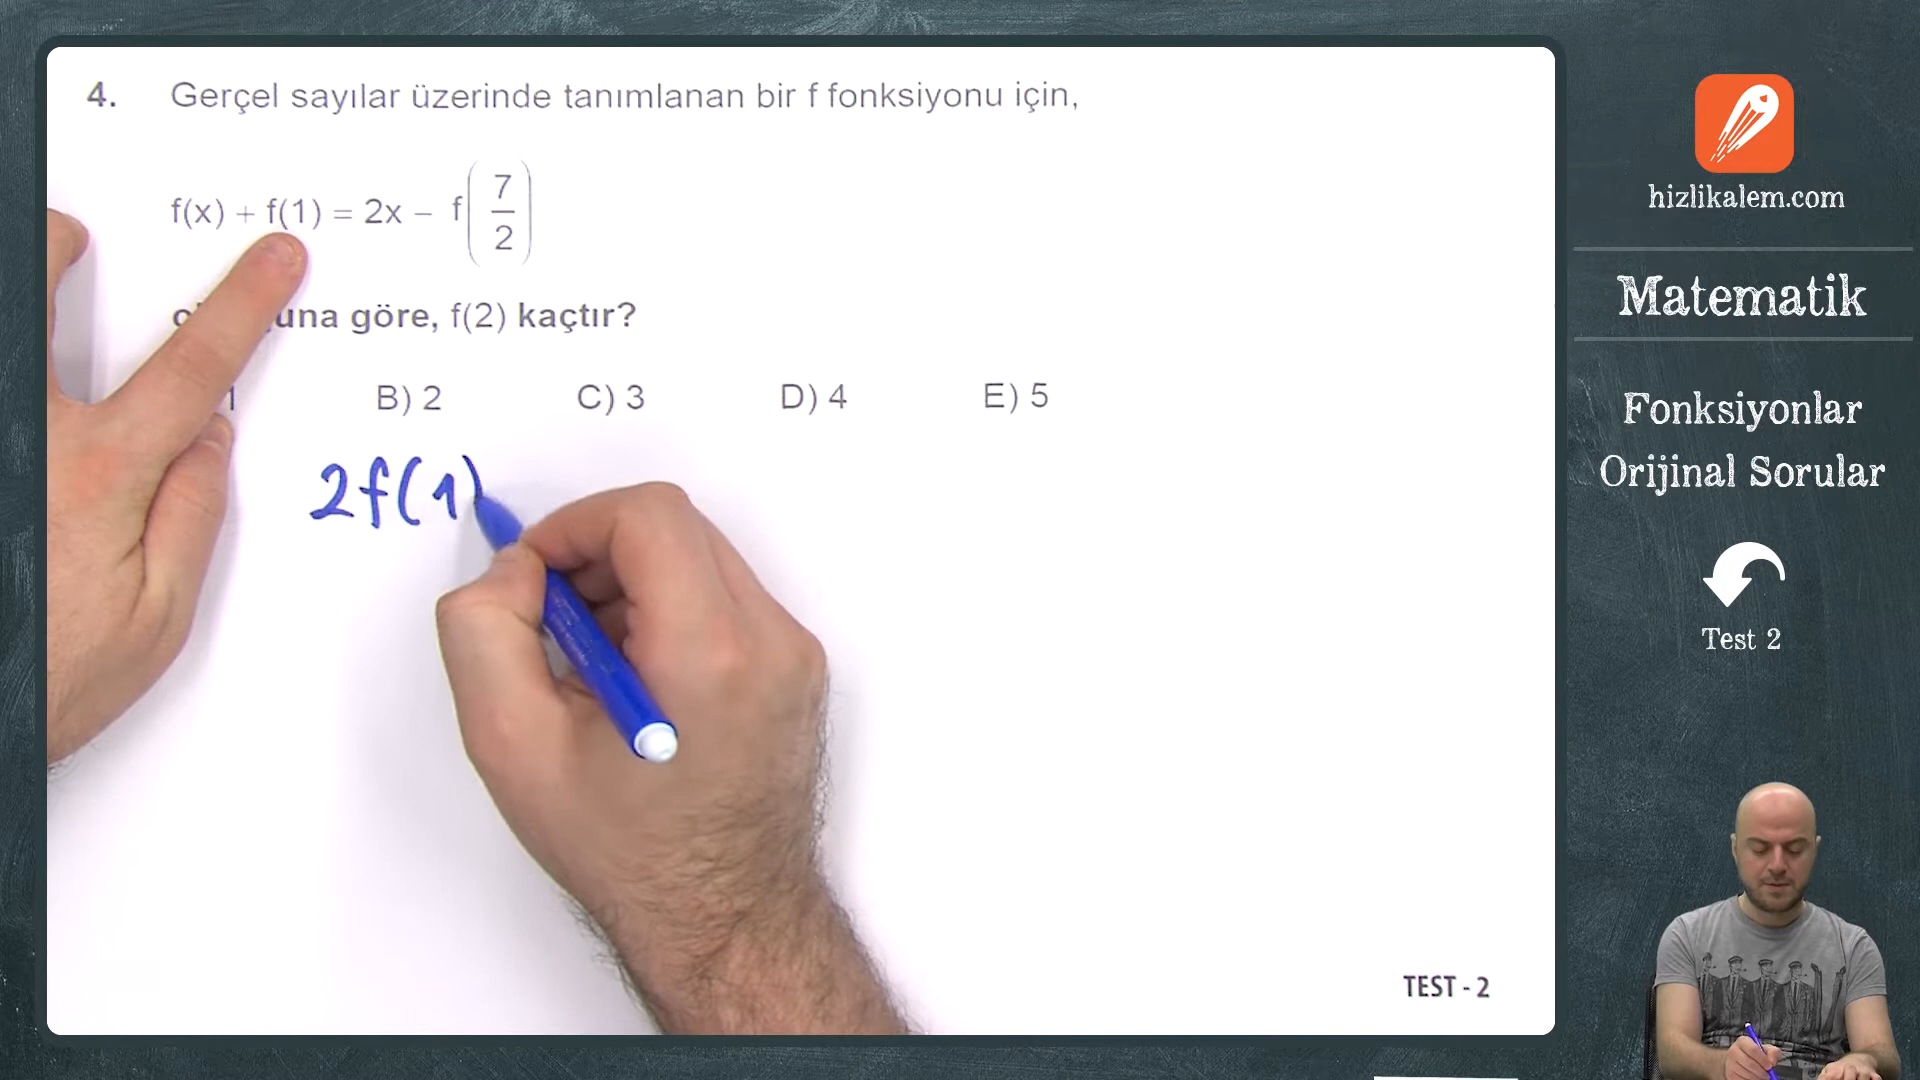 4. Gerçel sayılar üzerinde tanımlanan bir f fonksiyonu için,
f(x) + f(1) = 2x – f(7/2)
göre, f(2) kaçtır?
1 B) 2 C) 3 D) 4 E) 5
2f(1)
TEST - 2
hizlikalem.com
Matematik
Fonksiyonlar
Orijinal Sorular
Test 2